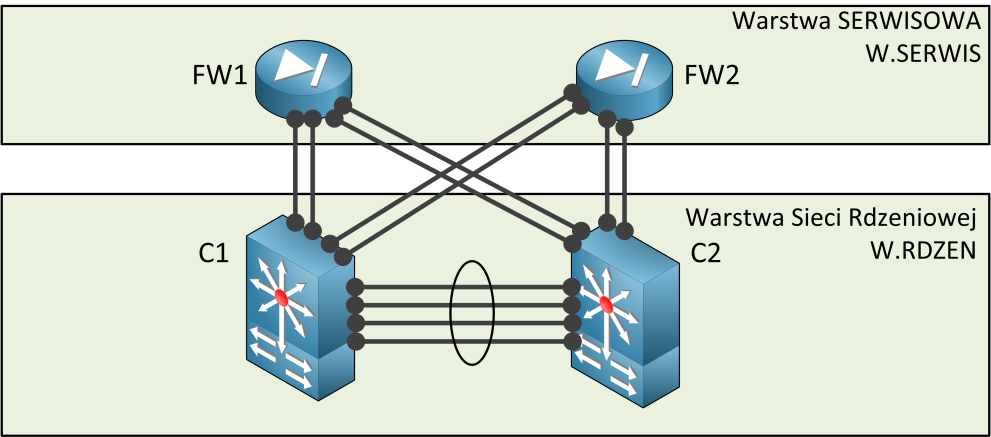 Warstwa SERWISOWA
W.SERWIS
FW1
FW2
Warstwa Sieci Rdzeniowej
W.RDZEN
C1
C2